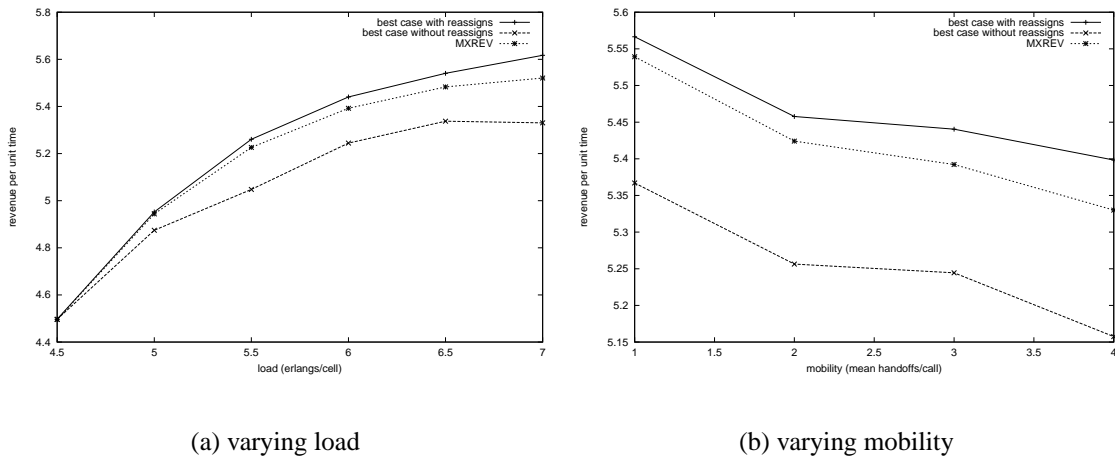 best case with reassigns
best case without reassigns
MXREV
revenue per unit time
5.8
5.6
5.4
5.2
5
4.8
4.6
4.4
4.5
5
5.5
6
6.5
7
load (erlangs/cell)
(a) varying load
best case with reassigns
best case without reassigns
MXREV
revenue per unit time
5.6
5.55
5.5
5.45
5.4
5.35
5.3
5.25
5.2
5.15
1
1.5
2
2.5
3
3.5
4
mobility (mean handoffs/call)
(b) varying mobility